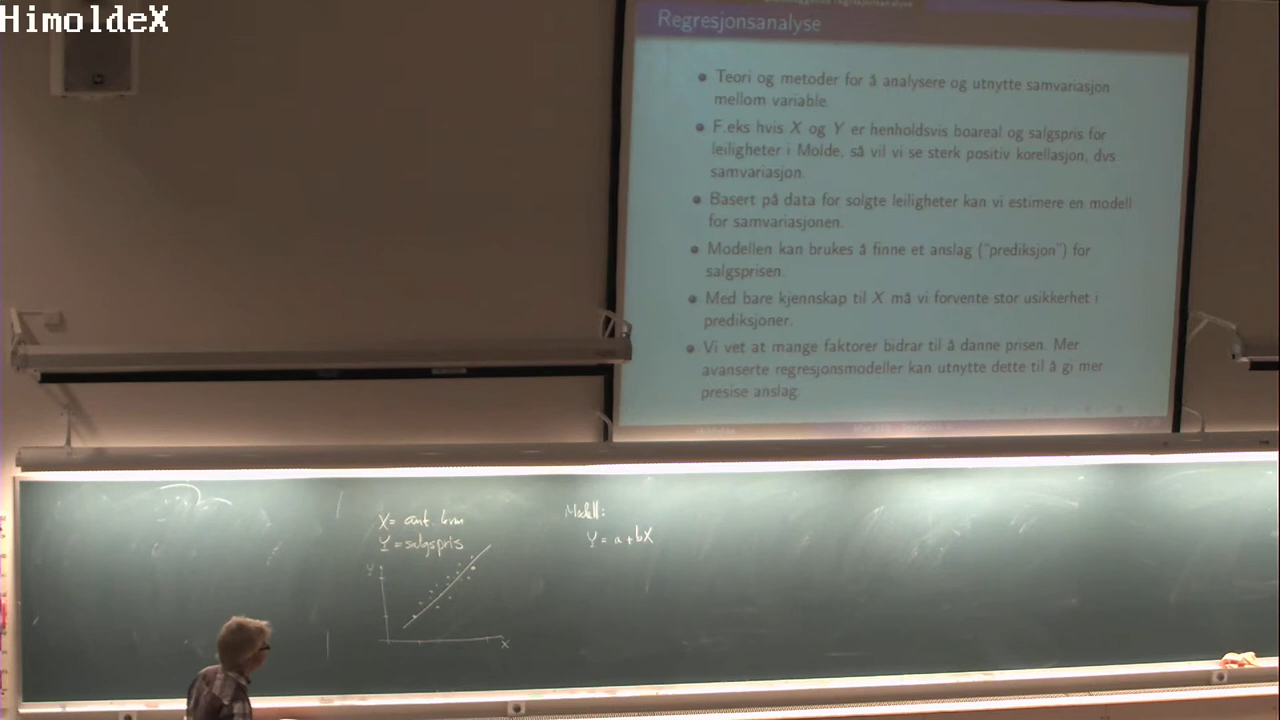 HimoldeX
Regresjonsanalyse
Teori og metoder for å analysere og utnytte samvariasjon
mellom variable.
F.eks hvis X og Y er henholdsvis boareal og salgspris for
leiligheter i Molde, så vil vi se sterk positiv korellasjon, dvs
samvariasjon.
Basert på data for solgte leiligheter kan vi estimere en modell
for samvariasjonen.
Modellen kan brukes å finne et anslag ("prediksjon") for
salgsprisen.
Med bare kjennskap til X må vi forvente stor usikkerhet i
prediksjoner.
Vi vet at mange faktorer bidrar til å danne prisen. Mer
avanserte regresjonsmodeller kan utnytte dette til å gi mer
presise anslag.
X= ant. kvm
Y=salgspris
Y
X
Modell:
Y = a+bX